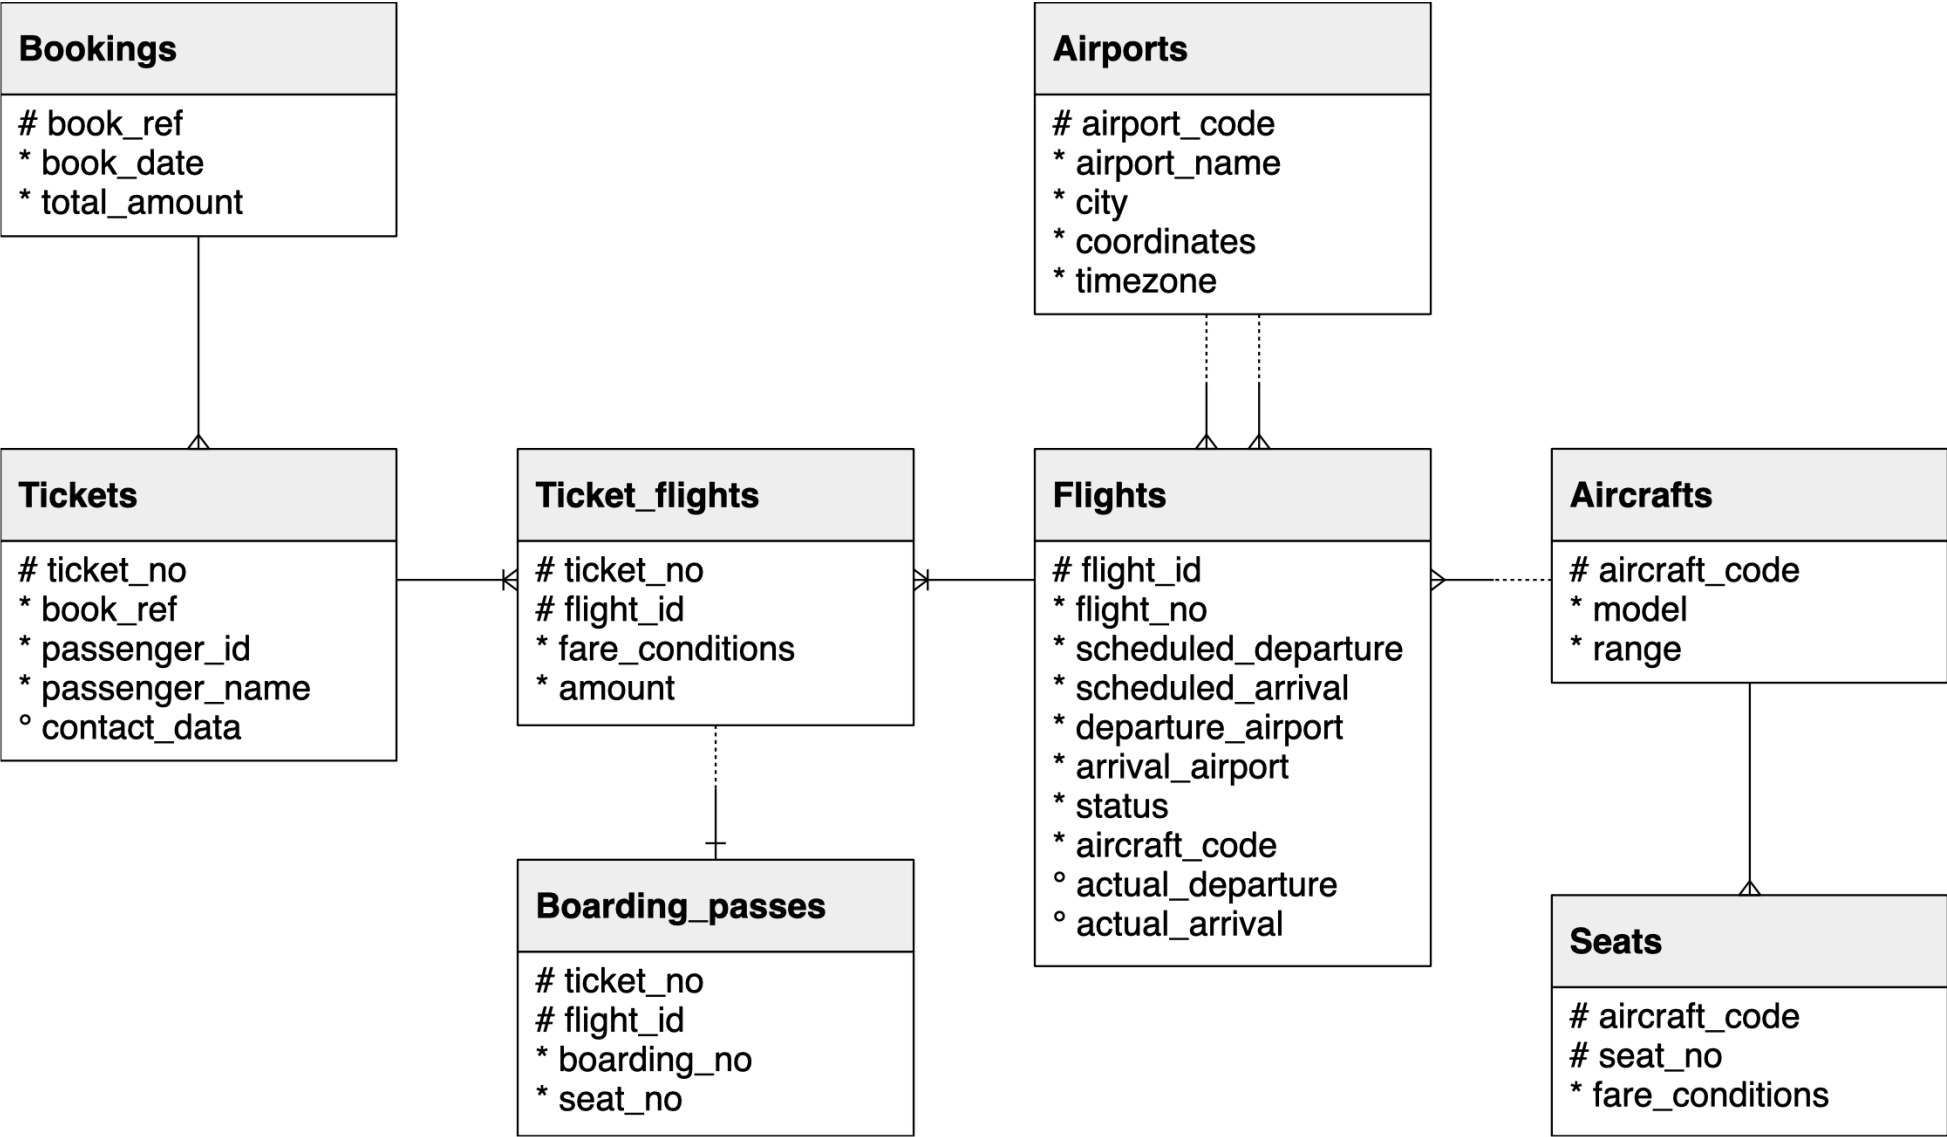 Bookings
# book_ref
* book_date
* total_amount
Airports
# airport_code
* airport_name
* city
* coordinates
* timezone
Tickets
# ticket_no
* book_ref
* passenger_id
* passenger_name
° contact_data
Ticket_flights
# ticket_no
# flight_id
* fare_conditions
* amount
Flights
# flight_id
* flight_no
* scheduled_departure
* scheduled_arrival
* departure_airport
* arrival_airport
* status
* aircraft_code
° actual_departure
° actual_arrival
Aircrafts
# aircraft_code
* model
* range
Boarding_passes
# ticket_no
# flight_id
* boarding_no
* seat_no
Seats
# aircraft_code
# seat_no
* fare_conditions